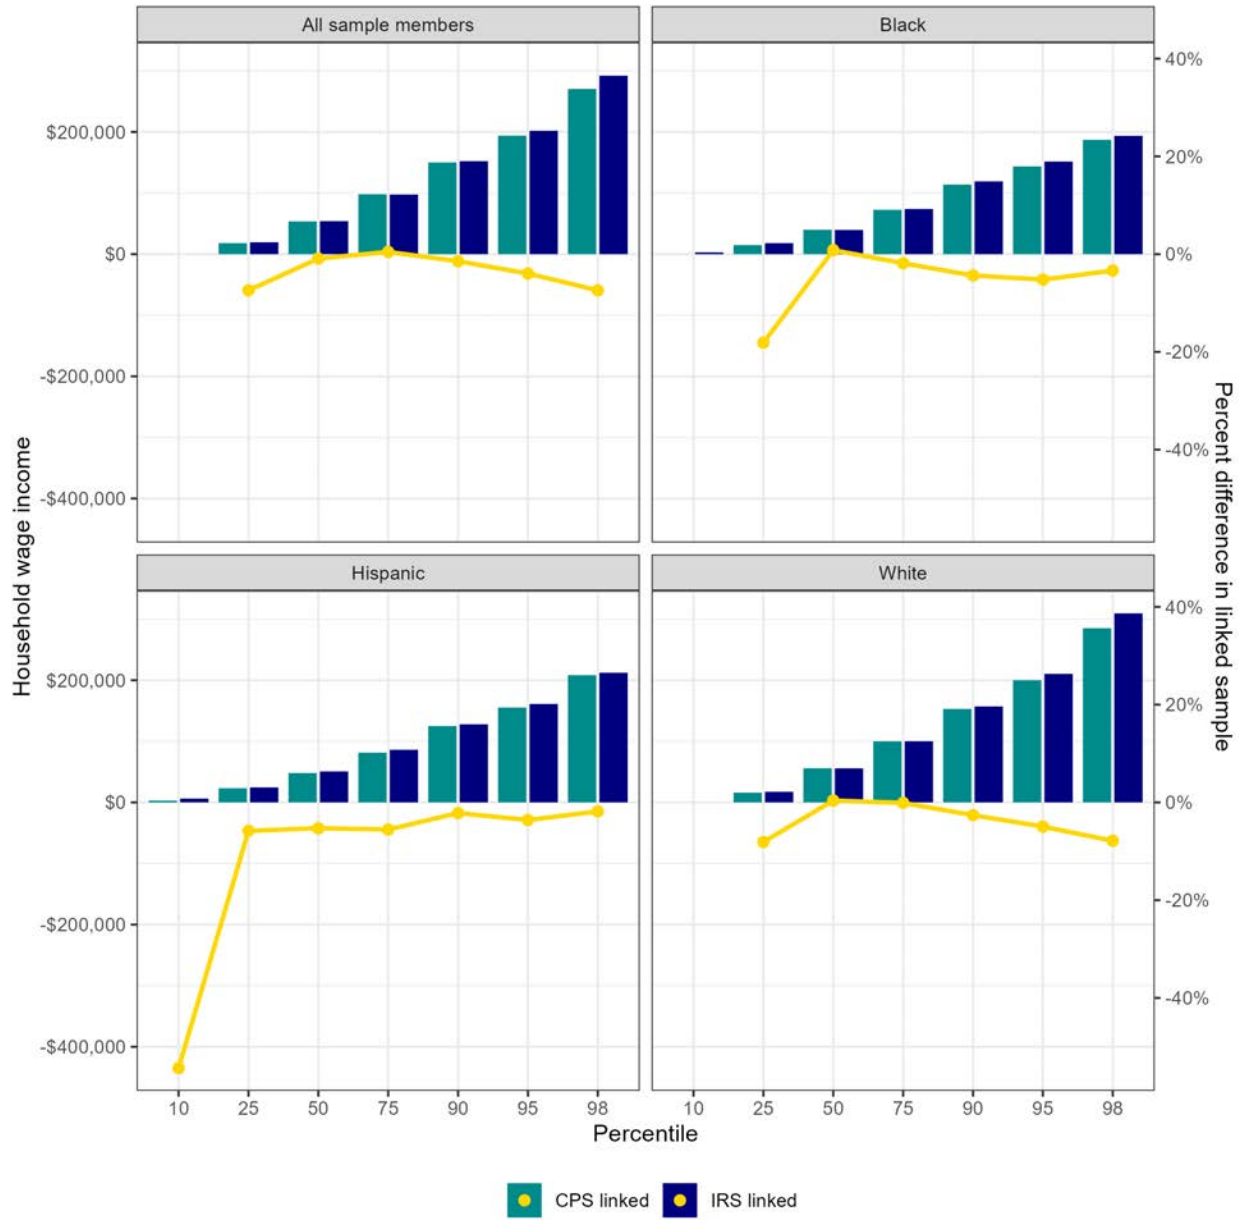 All sample members
Black
$200,000
$0
-$200,000
-$400,000
40%
20%
0%
-20%
-40%
Hispanic
White
$200,000
$0
-$200,000
-$400,000
40%
20%
0%
-20%
-40%
Household wage income
Percent difference in linked sample
10 25 50 75 90 95 98
10 25 50 75 90 95 98
Percentile
CPS linked IRS linked